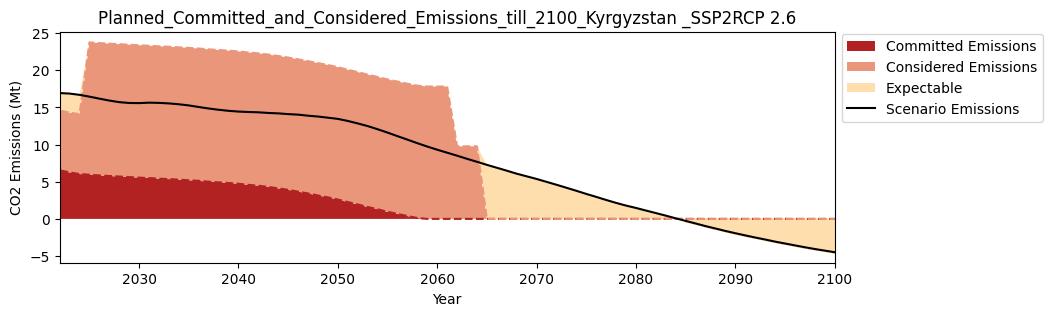 Planned_Committed_and_Considered_Emissions_till_2100_Kyrgyzstan _SSP2RCP 2.6
Committed Emissions
Considered Emissions
Expectable
Scenario Emissions
CO2 Emissions (Mt)
25
20
15
10
5
0
−5
2030
2040
2050
2060
2070
2080
2090
2100
Year